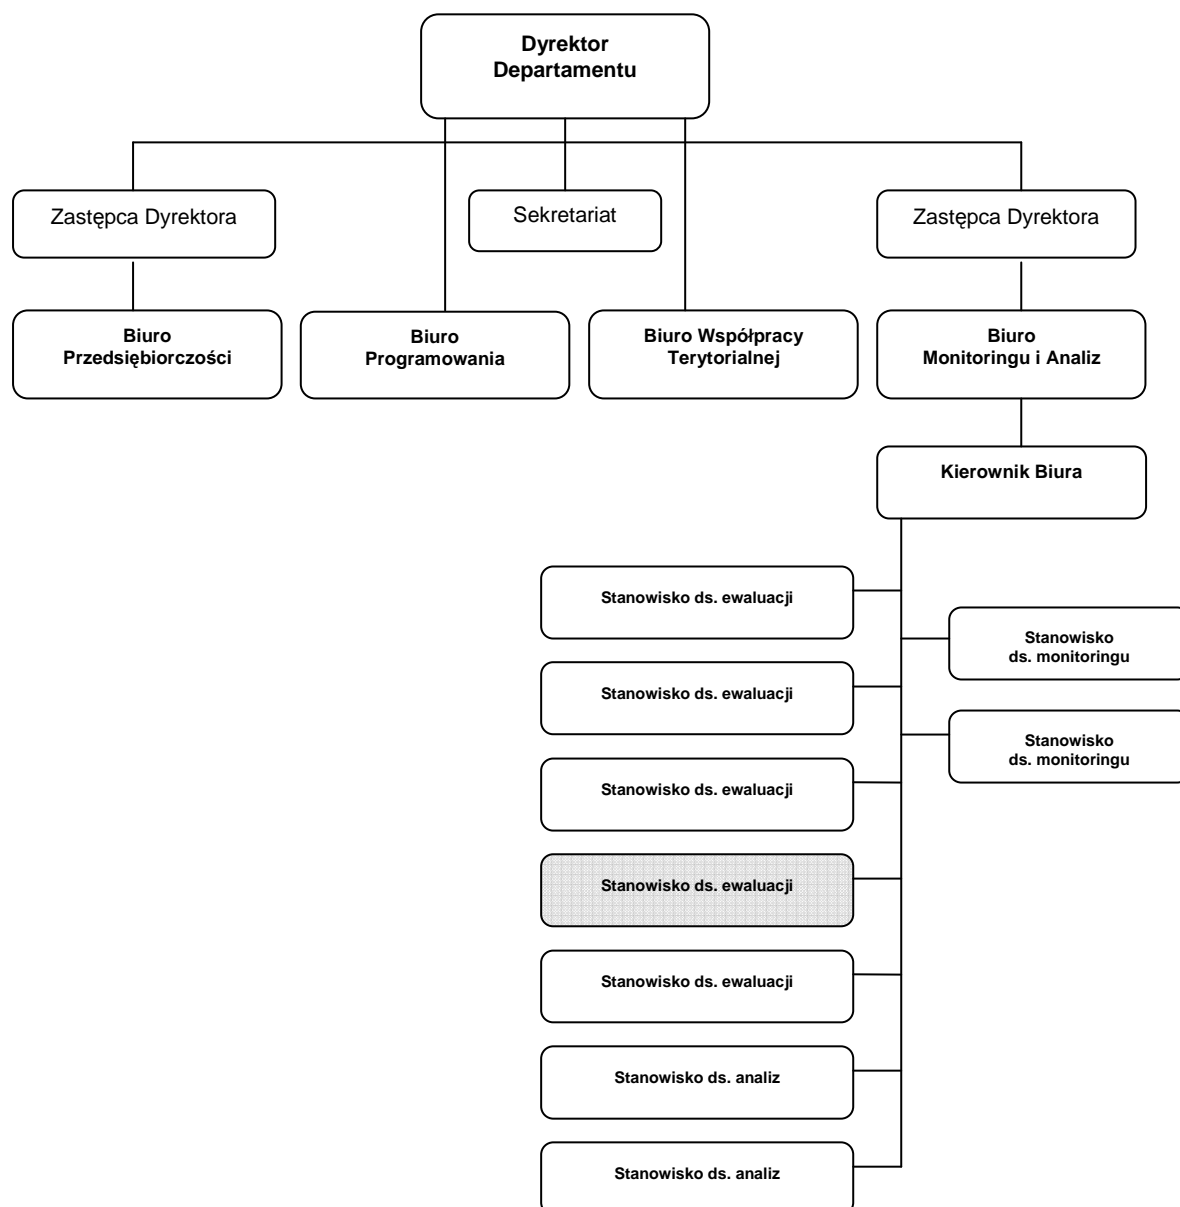 Dyrektor
Departamentu
Zastępca Dyrektora
Sekretariat
Zastępca Dyrektora
Biuro
Przedsiębiorczości
Biuro
Programowania
Biuro Współpracy
Terytorialnej
Biuro
Monitoringu i Analiz
Kierownik Biura
Stanowisko ds. ewaluacji
Stanowisko
ds. monitoringu
Stanowisko ds. ewaluacji
Stanowisko
ds. monitoringu
Stanowisko ds. ewaluacji
Stanowisko ds. ewaluacji
Stanowisko ds. ewaluacji
Stanowisko ds. analiz
Stanowisko ds. analiz